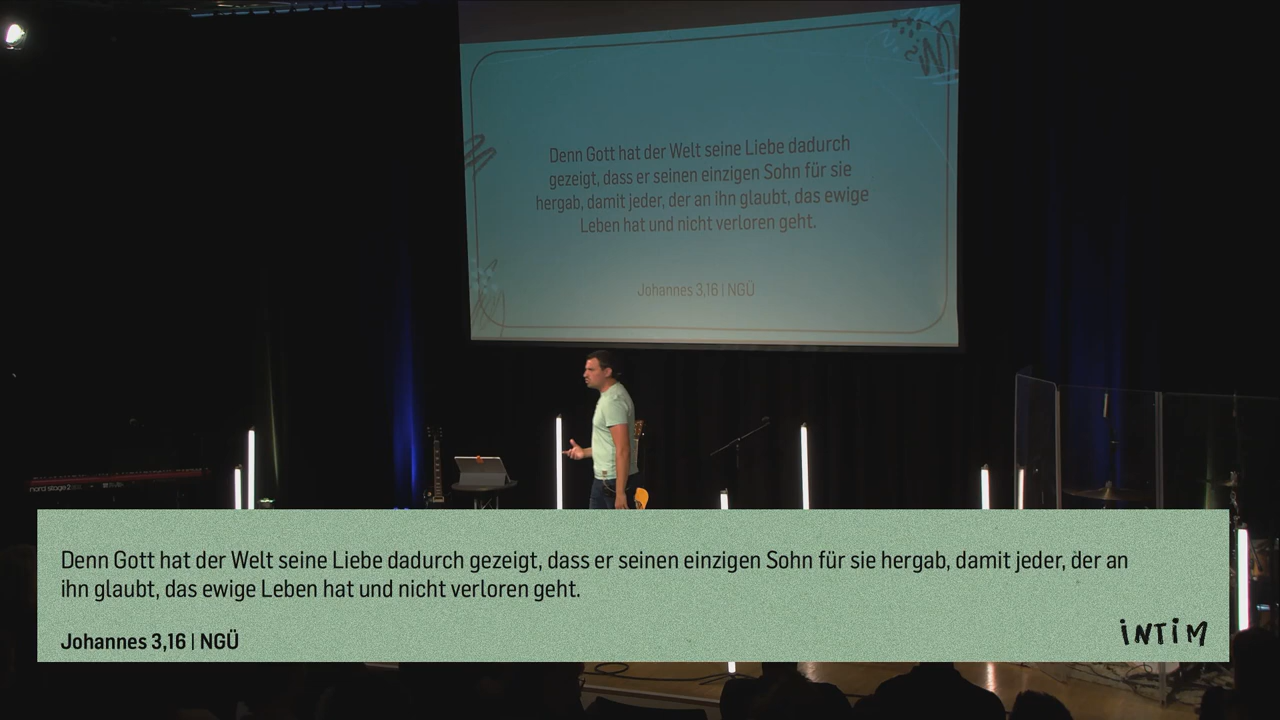 Denn Gott hat der Welt seine Liebe dadurch
gezeigt, dass er seinen einzigen Sohn für sie
hergab, damit jeder, der an ihn glaubt, das ewige
Leben hat und nicht verloren geht.
Johannes 3,16 | NGÜ
nord stage 2
Denn Gott hat der Welt seine Liebe dadurch gezeigt, dass er seinen einzigen Sohn für sie hergab, damit jeder, der an
ihn glaubt, das ewige Leben hat und nicht verloren geht.
Johannes 3,16 | NGÜ
INTIM